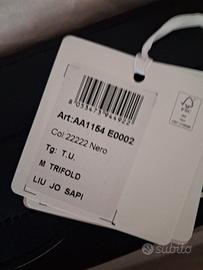 Art:AA1154 E0002
Col:22222 Nero
Tg: T.U.
M TRIFOLD
LIU JO SAPI
subito